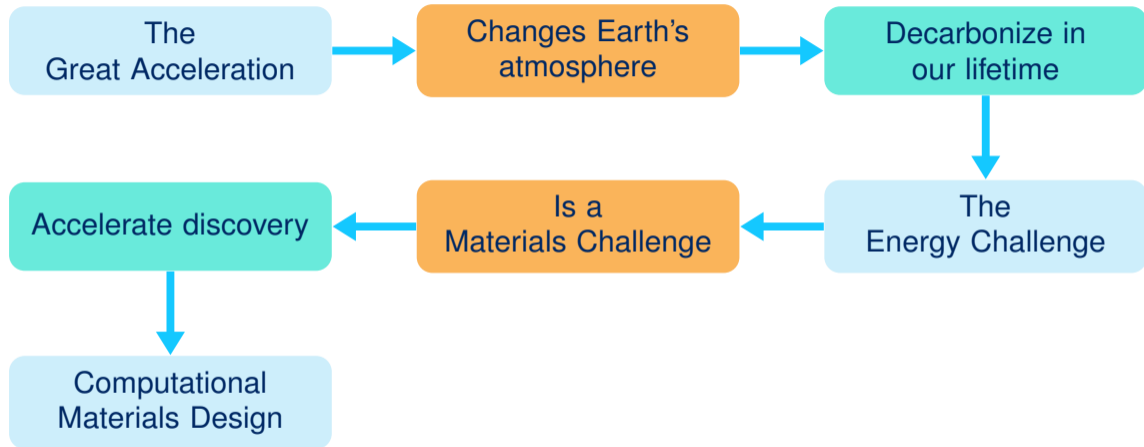 The
Great Acceleration
Changes Earth's
atmosphere
Decarbonize in
our lifetime
The
Energy Challenge
Is a
Materials Challenge
Accelerate discovery
Computational
Materials Design